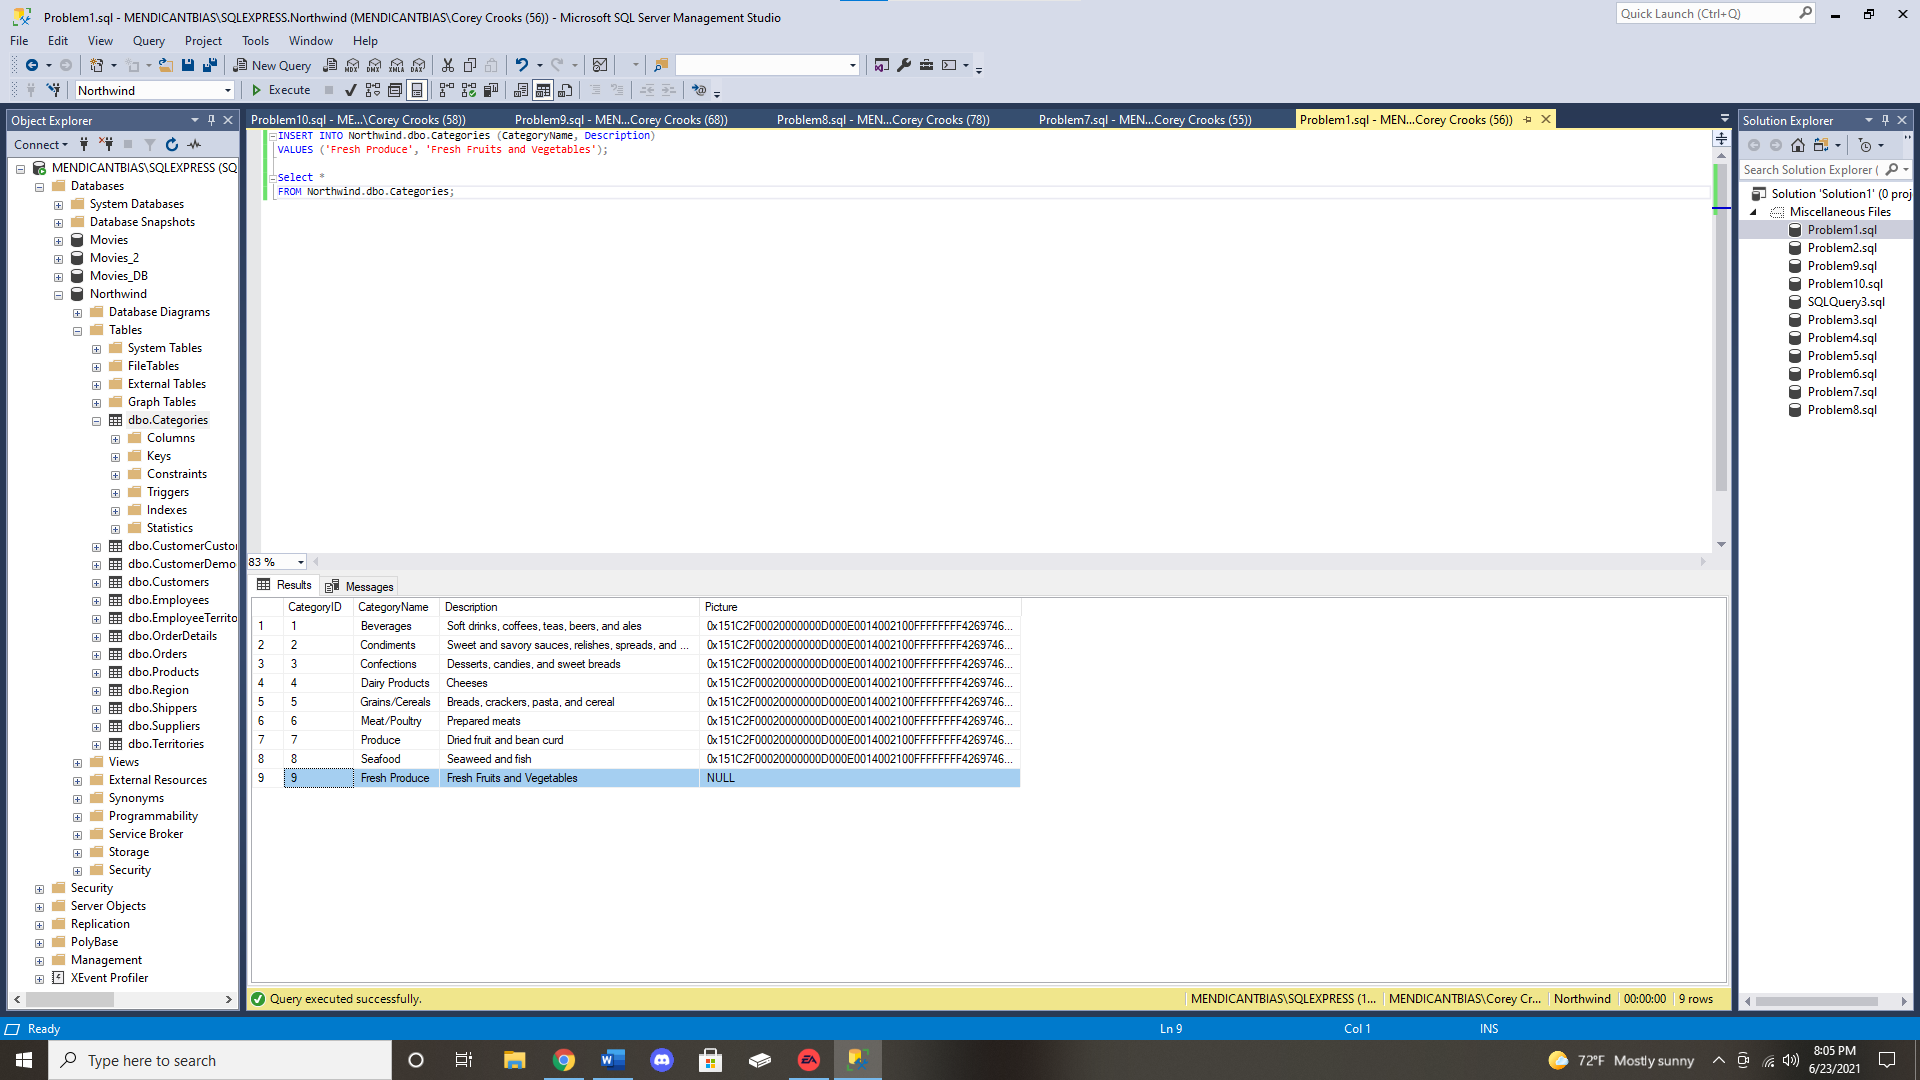 Problem1.sql - MENDICANTBIAS\SQLEXPRESS.Northwind (MENDICANTBIAS\Corey Crooks (56)) - Microsoft SQL Server Management Studio
Quick Launch (Ctrl+Q)
File Edit View Query Project Tools Window Help
New Query
MDX DMX XMLA DAX
Northwind
Execute
Object Explorer
Connect
MENDICANTBIAS\SQLEXPRESS (SQ
Databases
System Databases
Database Snapshots
Movies
Movies_2
Movies_DB
Northwind
Database Diagrams
Tables
System Tables
FileTables
External Tables
Graph Tables
dbo.Categories
Columns
Keys
Constraints
Triggers
Indexes
Statistics
dbo.CustomerCusto
dbo.CustomerDemo
dbo.Customers
dbo.Employees
dbo.EmployeeTerrito
dbo.OrderDetails
dbo.Orders
dbo.Products
dbo.Region
dbo.Shippers
dbo.Suppliers
dbo.Territories
Views
External Resources
Synonyms
Programmability
Service Broker
Storage
Security
Security
Server Objects
Replication
PolyBase
Management
XEvent Profiler
Problem10.sql - ME...\Corey Crooks (58)) Problem9.sql - MEN...Corey Crooks (68)) Problem8.sql - MEN...Corey Crooks (78)) Problem7.sql - MEN...Corey Crooks (55)) Problem1.sql - MEN...Corey Crooks (56))
INSERT INTO Northwind.dbo.Categories (CategoryName, Description)
VALUES ('Fresh Produce', 'Fresh Fruits and Vegetables');
Select *
FROM Northwind.dbo.Categories;
83 %
Results Messages
CategoryID CategoryName Description Picture
1 1 Beverages Soft drinks, coffees, teas, beers, and ales 0x151C2F00020000000D000E0014002100FFFFFFFF4269746...
2 2 Condiments Sweet and savory sauces, relishes, spreads, and ... 0x151C2F00020000000D000E0014002100FFFFFFFF4269746...
3 3 Confections Desserts, candies, and sweet breads 0x151C2F00020000000D000E0014002100FFFFFFFF4269746...
4 4 Dairy Products Cheeses 0x151C2F00020000000D000E0014002100FFFFFFFF4269746...
5 5 Grains/Cereals Breads, crackers, pasta, and cereal 0x151C2F00020000000D000E0014002100FFFFFFFF4269746...
6 6 Meat/Poultry Prepared meats 0x151C2F00020000000D000E0014002100FFFFFFFF4269746...
7 7 Produce Dried fruit and bean curd 0x151C2F00020000000D000E0014002100FFFFFFFF4269746...
8 8 Seafood Seaweed and fish 0x151C2F00020000000D000E0014002100FFFFFFFF4269746...
9 9 Fresh Produce Fresh Fruits and Vegetables NULL
Query executed successfully. MENDICANTBIAS\SQLEXPRESS (1... MENDICANTBIAS\Corey Cr... Northwind 00:00:00 9 rows
Solution Explorer
Search Solution Explorer (
Solution 'Solution1' (0 proj
Miscellaneous Files
Problem1.sql
Problem2.sql
Problem9.sql
Problem10.sql
SQLQuery3.sql
Problem3.sql
Problem4.sql
Problem5.sql
Problem6.sql
Problem7.sql
Problem8.sql
Ready Ln 9 Col 1 INS
Type here to search
EA
72°F Mostly sunny
8:05 PM
6/23/2021